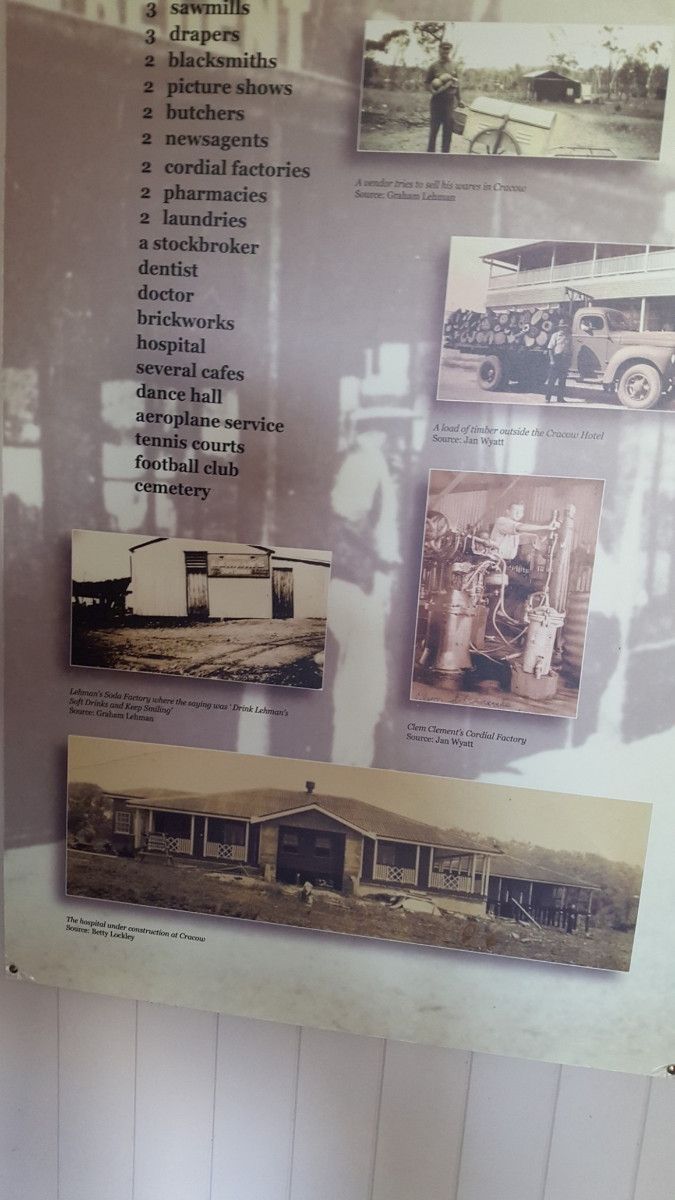 3 sawmills
3 drapers
2 blacksmiths
2 picture shows
2 butchers
2 newsagents
2 cordial factories
2 pharmacies
2 laundries
a stockbroker
dentist
doctor
brickworks
hospital
several cafes
dance hall
aeroplane service
tennis courts
football club
cemetery
A vendor tries to sell his wares in Cracow
Source: Graham Lehman
A load of timber outside the Cracow Hotel
Source: Jan Wyatt
Lehman's Soda Factory where the saying was 'Drink Lehman's
Soft Drinks and Keep Smiling'
Source: Graham Lehman
Clem Clement's Cordial Factory
Source: Jan Wyatt
The hospital under construction at Cracow
Source: Betty Lockley